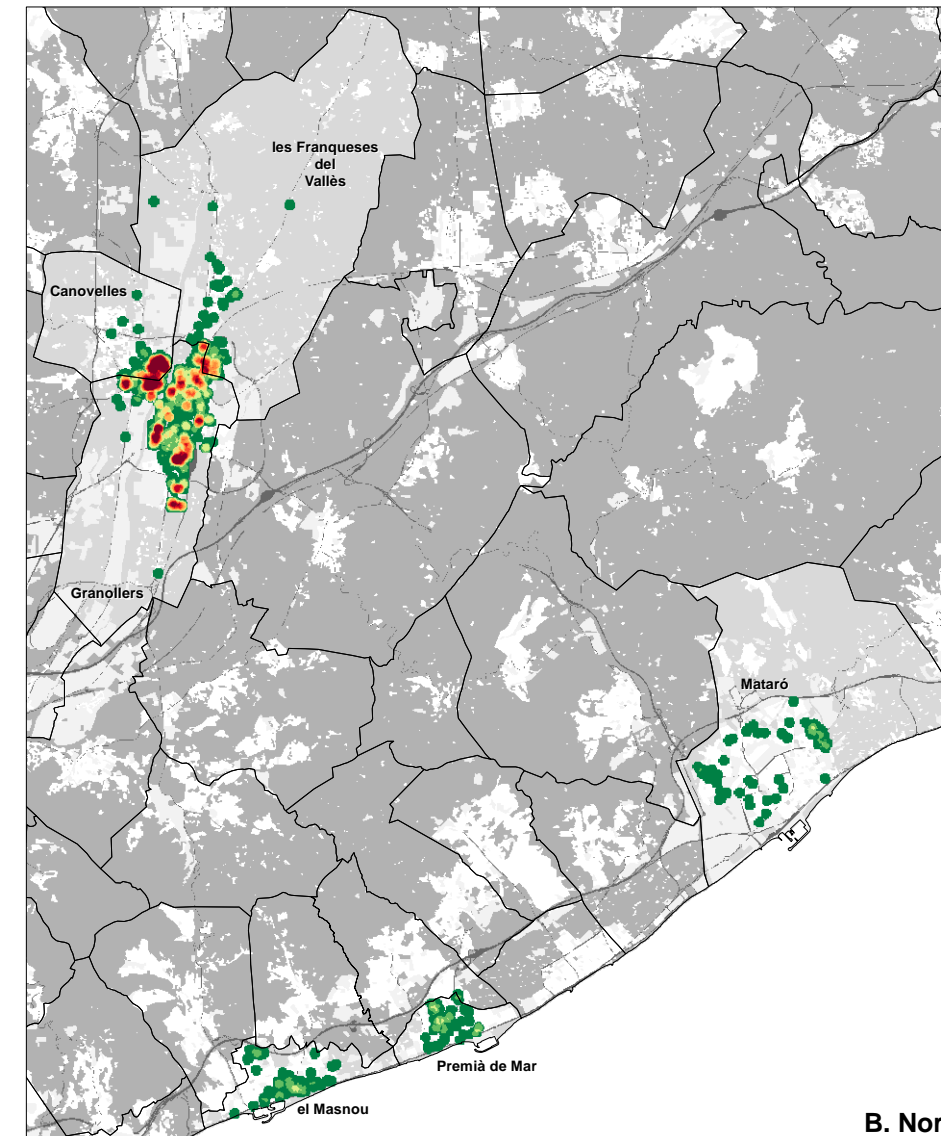 les Franqueses
del
Vallès
Canovelles
Granollers
Mataró
Premià de Mar
el Masnou
B. Nor